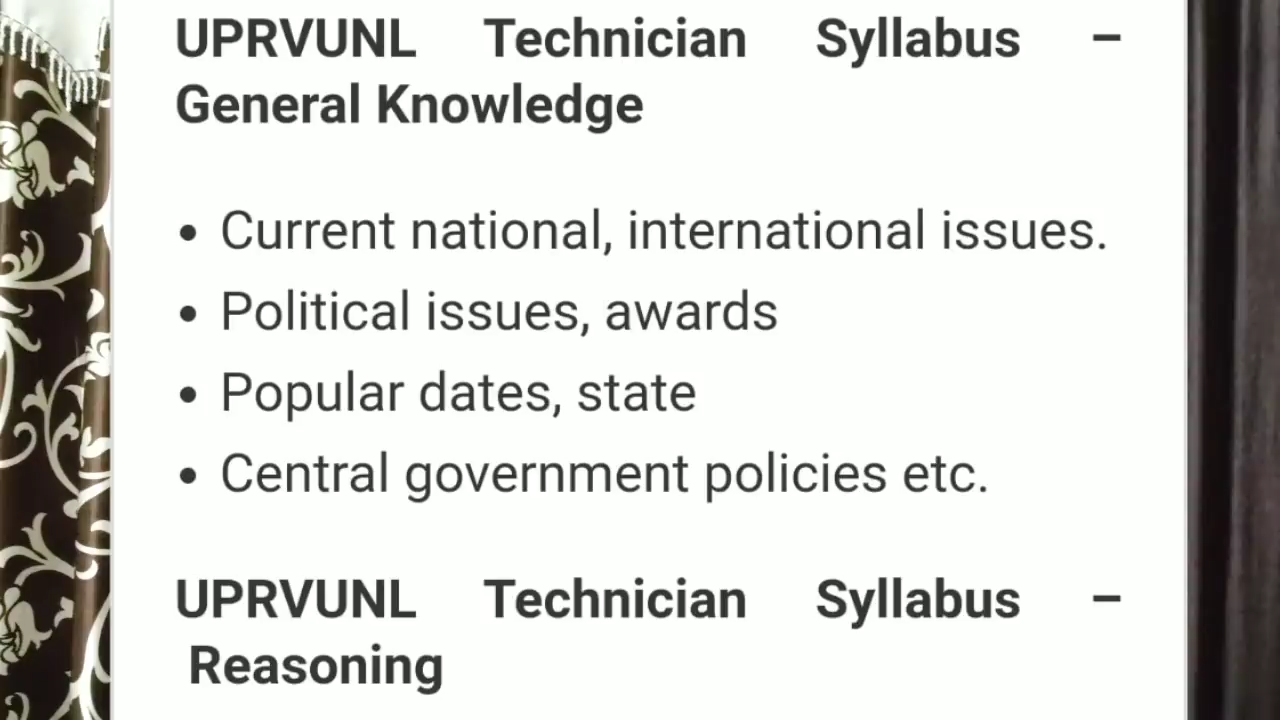 UPRVUNL Technician Syllabus –
General Knowledge
• Current national, international issues.
• Political issues, awards
• Popular dates, state
• Central government policies etc.
UPRVUNL Technician Syllabus –
Reasoning